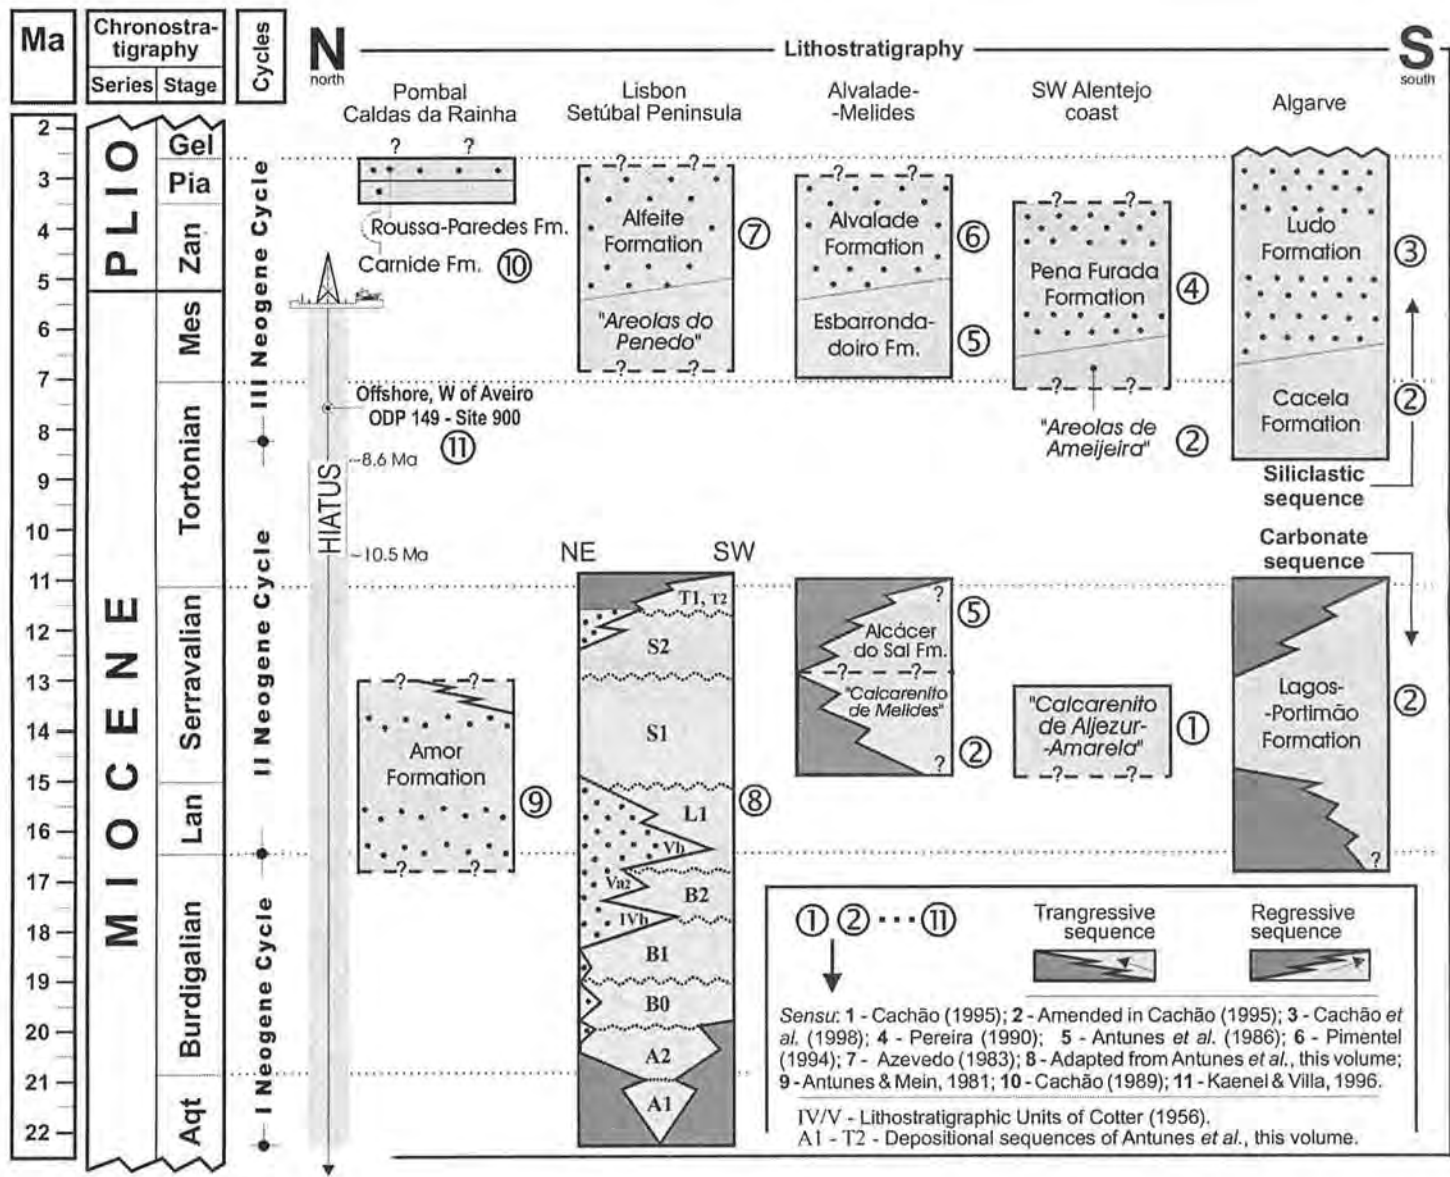 Ma
Chronostra-
tigraphy
Series
Stage
Cycles
N
north
Lithostratigraphy
S
south
Pombal
Caldas da Rainha
Lisbon
Setúbal Peninsula
Alvalade-
-Melides
SW Alentejo
coast
Algarve
2
3
4
5
6
7
8
9
10
11
12
13
14
15
16
17
18
19
20
21
22
PLIO
MIOCENE
Gel
Pia
Zan
Mes
Tortonian
Serravalian
Lan
Burdigalian
Aqt
III Neogene Cycle
II Neogene Cycle
I Neogene Cycle
? ?
Roussa-Paredes Fm.
Carnide Fm. ⑩
Offshore, W of Aveiro
ODP 149 - Site 900
⑪
~8.6 Ma
HIATUS
~10.5 Ma
? ?
Amor
Formation
⑨
? ?
? ?
Alfeite
Formation
⑦
"Areolas do
Penedo"
? ?
NE SW
T1, T2
S2
S1
L1
Vb
⑧
Va2
B2
IVb
B1
B0
A2
A1
? ?
Alvalade
Formation
⑥
Esbarronda-
doiro Fm.
⑤
?
⑤
Alcácer
do Sal Fm.
? ?
"Calcarenito
de Melides"
②
?
? ?
Pena Furada
Formation
④
? ?
"Areolas de
Ameijeira"
②
"Calcarenito
de Aljezur-
-Amarela"
①
? ?
Ludo
Formation
③
Cacela
Formation
②
Siliclastic
sequence
Carbonate
sequence
Lagos-
-Portimão
Formation
②
?
① ② ··· ⑪
Trangressive
sequence
Regressive
sequence
Sensu: 1 - Cachão (1995); 2 - Amended in Cachão (1995); 3 - Cachão et
al. (1998); 4 - Pereira (1990); 5 - Antunes et al. (1986); 6 - Pimentel
(1994); 7 - Azevedo (1983); 8 - Adapted from Antunes et al., this volume;
9 - Antunes & Mein, 1981; 10 - Cachão (1989); 11 - Kaenel & Villa, 1996.
IV/V - Lithostratigraphic Units of Cotter (1956).
A1 - T2 - Depositional sequences of Antunes et al., this volume.